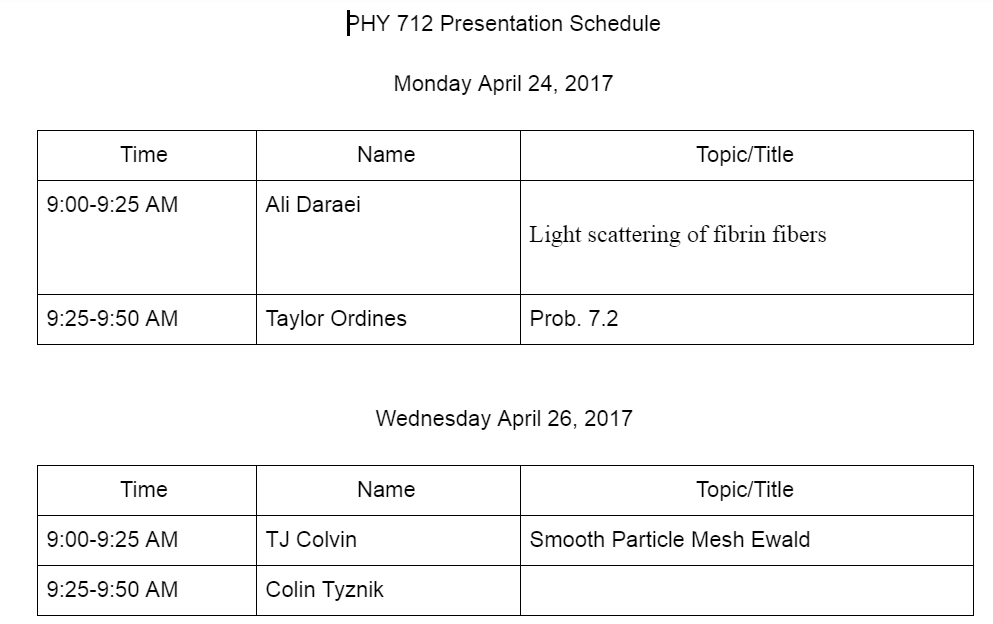 PHY 712 Presentation Schedule
Monday April 24, 2017
Time Name Topic/Title
9:00-9:25 AM Ali Daraei
Light scattering of fibrin fibers
9:25-9:50 AM Taylor Ordines Prob. 7.2
Wednesday April 26, 2017
Time Name Topic/Title
9:00-9:25 AM TJ Colvin Smooth Particle Mesh Ewald
9:25-9:50 AM Colin Tyznik